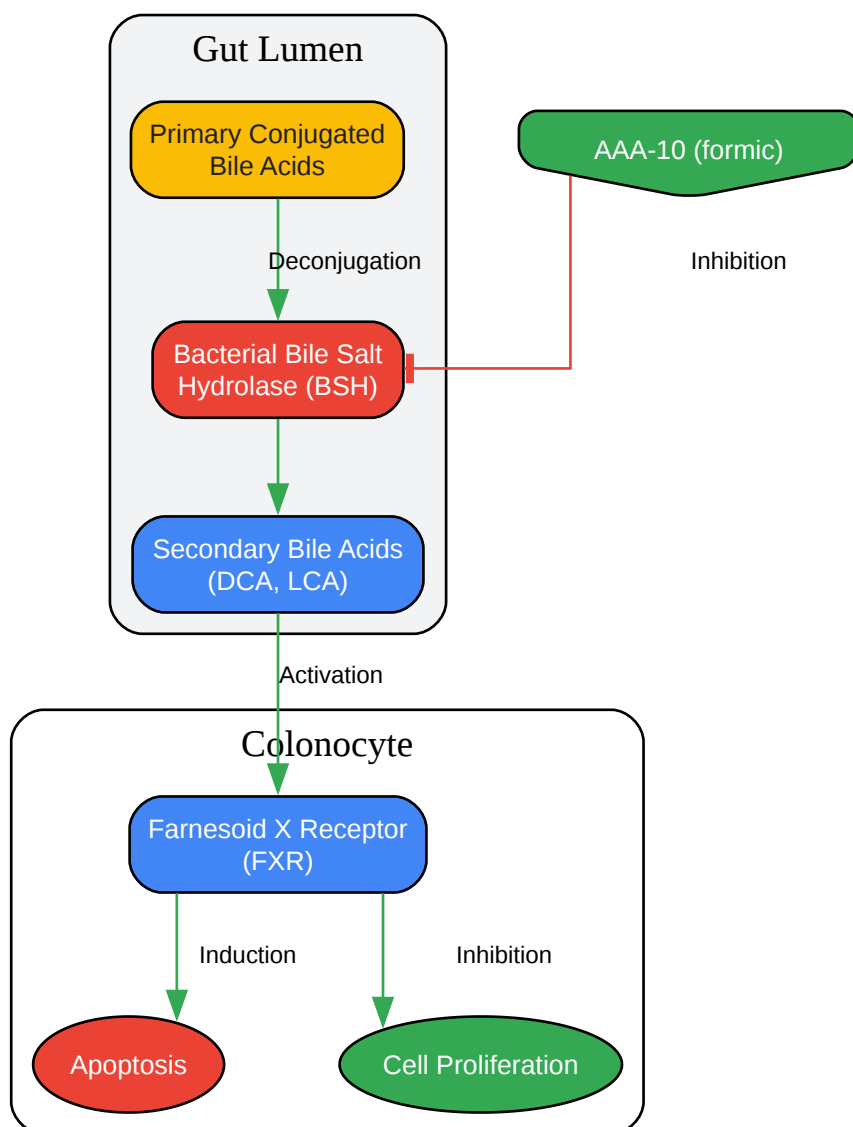 Gut Lumen
Primary Conjugated
Bile Acids
AAA-10 (formic)
Deconjugation
Inhibition
Bacterial Bile Salt
Hydrolase (BSH)
Secondary Bile Acids
(DCA, LCA)
Activation
Colonocyte
Farnesoid X Receptor
(FXR)
Induction
Inhibition
Apoptosis
Cell Proliferation